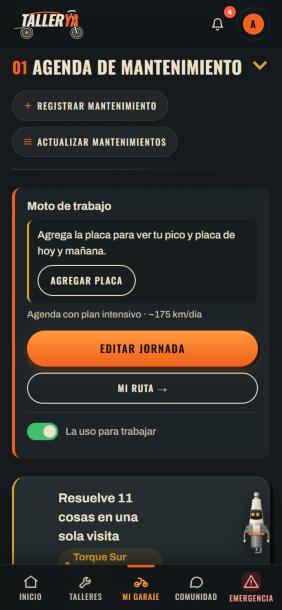 TALLERYA
4
A
01 AGENDA DE MANTENIMIENTO
+ REGISTRAR MANTENIMIENTO
ACTUALIZAR MANTENIMIENTOS
Moto de trabajo
Agrega la placa para ver tu pico y placa de
hoy y mañana.
AGREGAR PLACA
Agenda con plan intensivo · ~175 km/día
EDITAR JORNADA
MI RUTA →
La uso para trabajar
Resuelve 11
cosas en una
sola visita
Torque Sur
INICIO
TALLERES
MI GARAJE
COMUNIDAD
EMERGENCIA